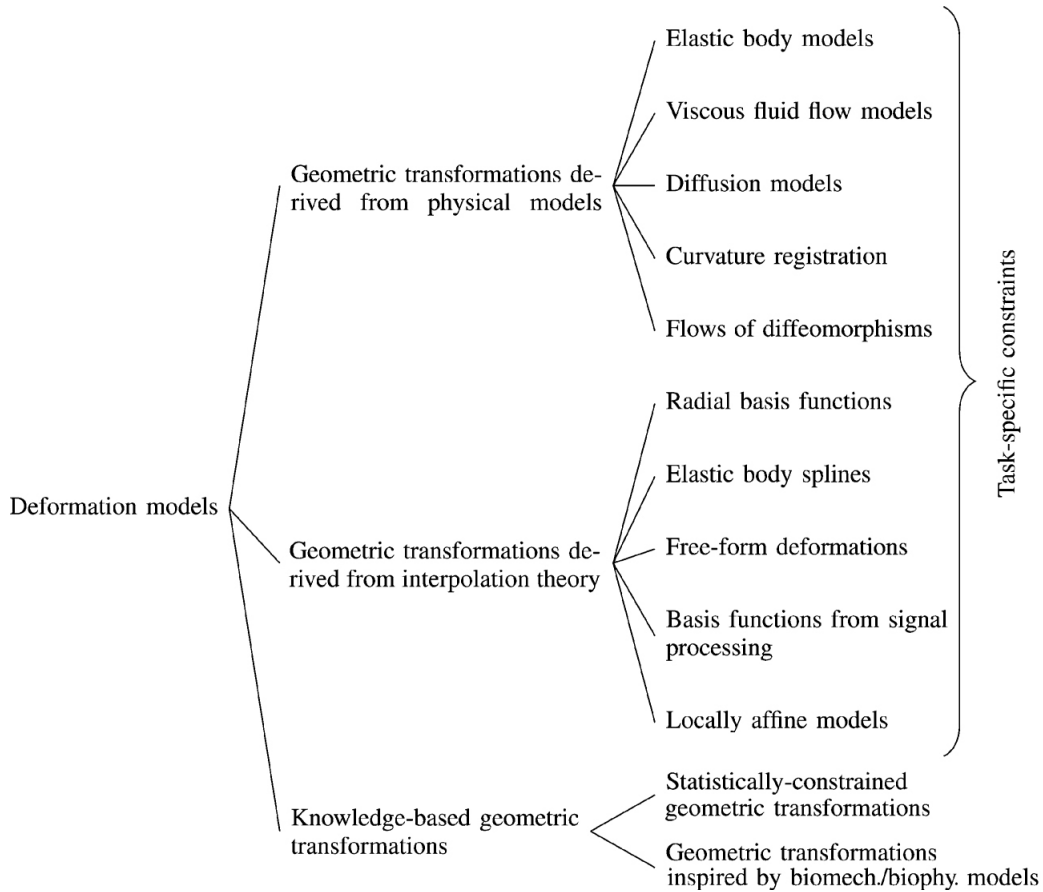 Elastic body models
Viscous fluid flow models
Geometric transformations de-
rived from physical models
Diffusion models
Curvature registration
Flows of diffeomorphisms
Radial basis functions
Elastic body splines
Deformation models
Geometric transformations de-
rived from interpolation theory
Free-form deformations
Basis functions from signal
processing
Locally affine models
Task-specific constraints
Knowledge-based geometric
transformations
Statistically-constrained
geometric transformations
Geometric transformations
inspired by biomech./biophy. models